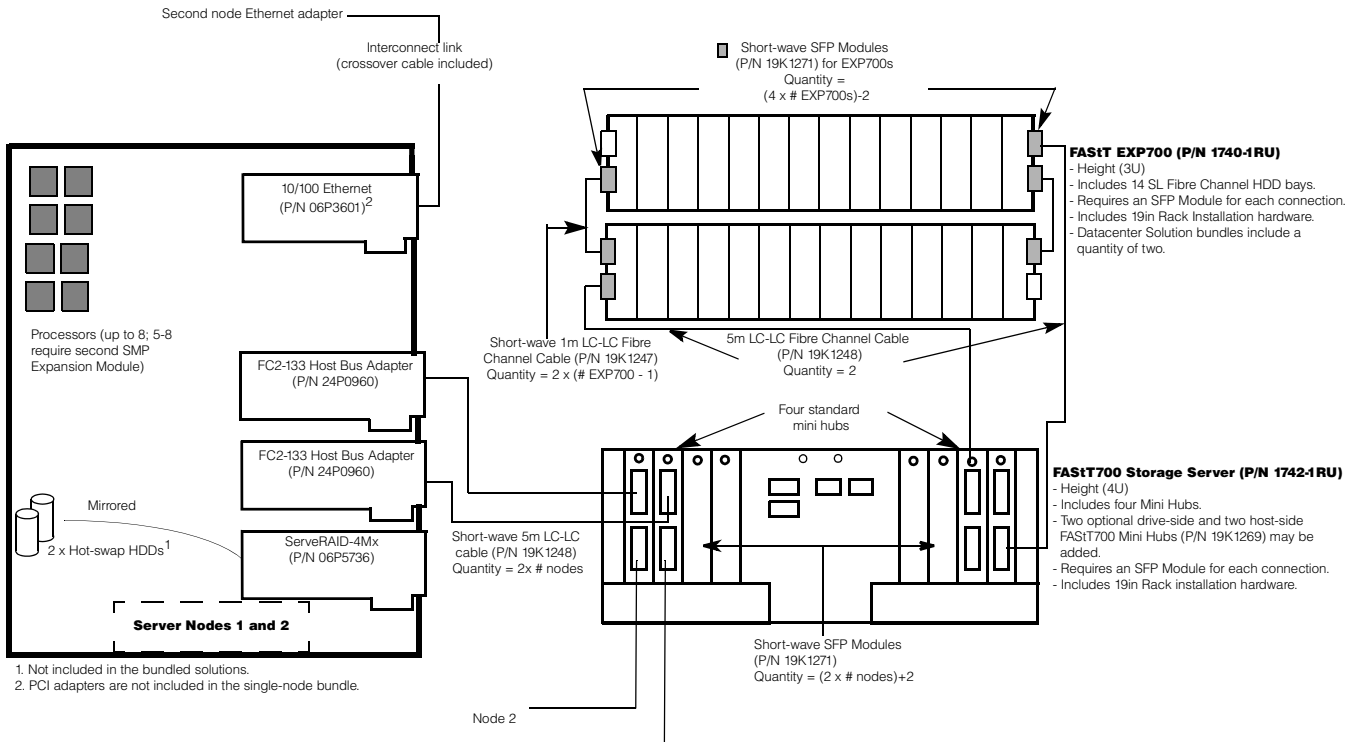 Second node Ethernet adapter
Interconnect link
(crossover cable included)
Short-wave SFP Modules
(P/N 19K1271) for EXP700s
Quantity =
(4 x # EXP700s)-2
10/100 Ethernet
(P/N 06P3601)2
FAStT EXP700 (P/N 1740-1RU)
- Height (3U)
- Includes 14 SL Fibre Channel HDD bays.
- Requires an SFP Module for each connection.
- Includes 19in Rack Installation hardware.
- Datacenter Solution bundles include a
quantity of two.
Processors (up to 8; 5-8
require second SMP
Expansion Module)
Short-wave 1m LC-LC Fibre
Channel Cable (P/N 19K1247)
Quantity = 2 x (# EXP700 - 1)
5m LC-LC Fibre Channel Cable
(P/N 19K1248)
Quantity = 2
FC2-133 Host Bus Adapter
(P/N 24P0960)
Four standard
mini hubs
FC2-133 Host Bus Adapter
(P/N 24P0960)
FAStT700 Storage Server (P/N 1742-1RU)
- Height (4U)
- Includes four Mini Hubs.
- Two optional drive-side and two host-side
FAStT700 Mini Hubs (P/N 19K1269) may be
added.
- Requires an SFP Module for each connection.
- Includes 19in Rack installation hardware.
Mirrored
2 x Hot-swap HDDs1
ServeRAID-4Mx
(P/N 06P5736)
Short-wave 5m LC-LC
cable (P/N 19K1248)
Quantity = 2x # nodes
Server Nodes 1 and 2
Short-wave SFP Modules
(P/N 19K1271)
Quantity = (2 x # nodes)+2
1. Not included in the bundled solutions.
2. PCI adapters are not included in the single-node bundle.
Node 2